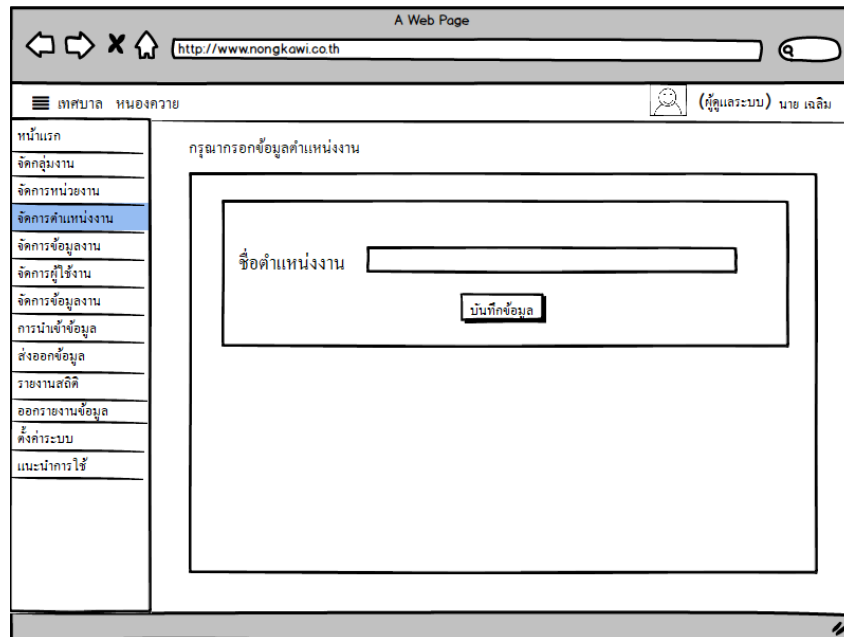 A Web Page
http://www.nongkawi.co.th
เทศบาล หนองควาย
(ผู้ดูแลระบบ) นาย เฉลิม
หน้าแรก
จัดกลุ่มงาน
จัดการหน่วยงาน
จัดการตำแหน่งงาน
จัดการข้อมูลงาน
จัดการผู้ใช้งาน
จัดการข้อมูลงาน
การนำเข้าข้อมูล
ส่งออกข้อมูล
รายงานสถิติ
ออกรายงานข้อมูล
ตั้งค่าระบบ
แนะนำการใช้
กรุณากรอกข้อมูลตำแหน่งงาน
ชื่อตำแหน่งงาน
บันทึกข้อมูล